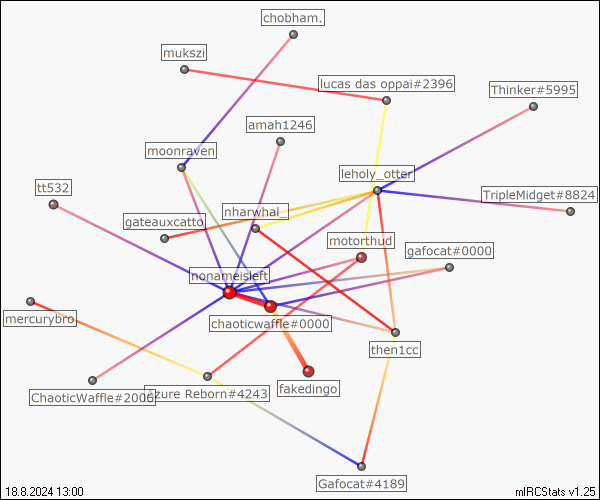 chobham.
mukszi
lucas das oppai#2396
Thinker#5995
amah1246
moonraven
leholy_otter
tt532
TripleMidget#8824
nharwhal_
gateauxcatto
motorthud
gafocat#0000
nonameisleft
mercurybro
chaoticwaffle#0000
then1cc
fakedingo
ChaoticWaffle#2006
Azure Reborn#4243
Gafocat#4189
18.8.2024 13:00
mIRCStats v1.25